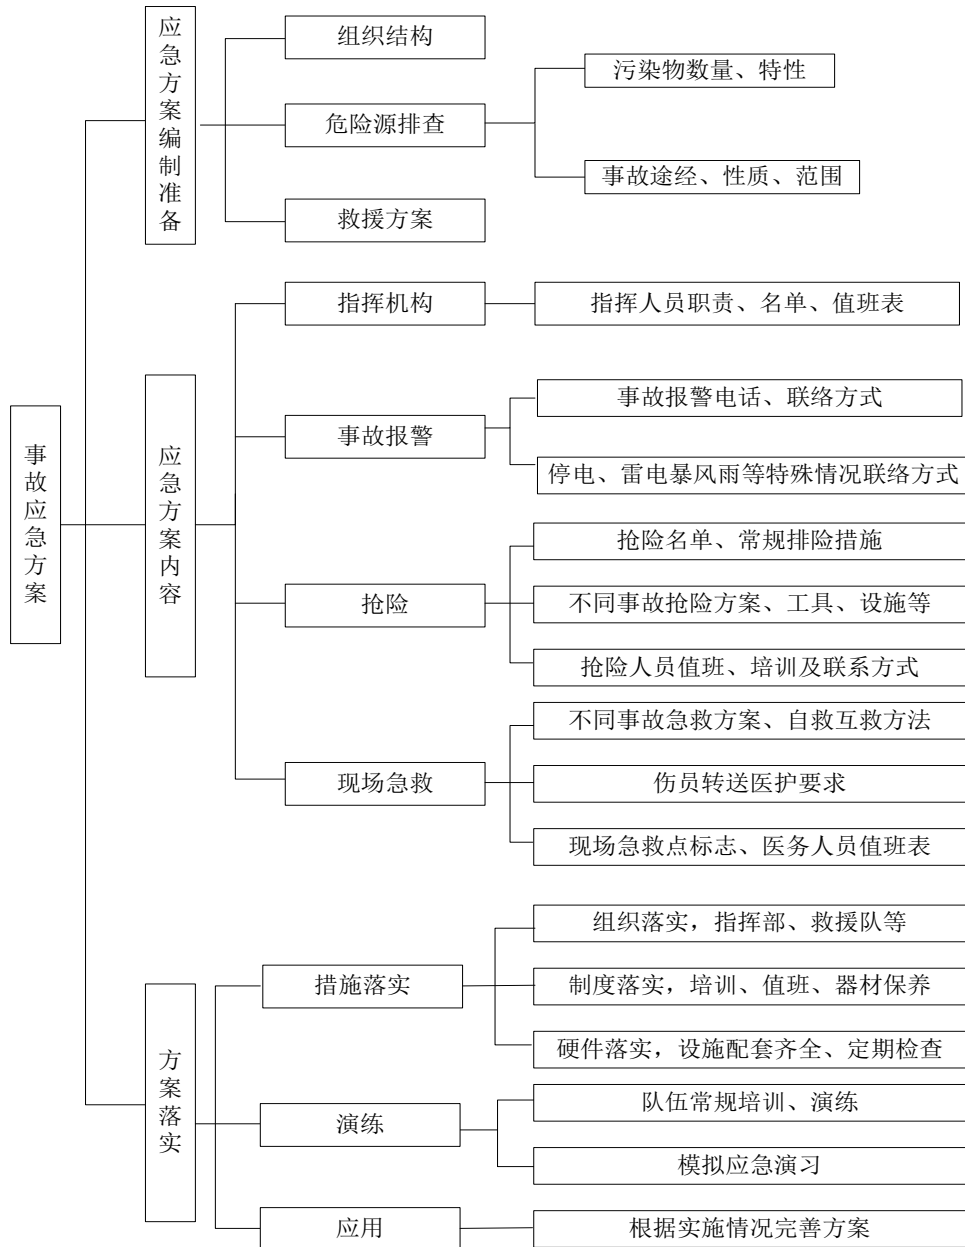 事故应急方案
应急方案编制准备
组织结构
危险源排查
污染物数量、特性
事故途经、性质、范围
救援方案
应急方案内容
指挥机构
指挥人员职责、名单、值班表
事故报警
事故报警电话、联络方式
停电、雷电暴风雨等特殊情况联络方式
抢险
抢险名单、常规排险措施
不同事故抢险方案、工具、设施等
抢险人员值班、培训及联系方式
现场急救
不同事故急救方案、自救互救方法
伤员转送医护要求
现场急救点标志、医务人员值班表
方案落实
措施落实
组织落实，指挥部、救援队等
制度落实，培训、值班、器材保养
硬件落实，设施配套齐全、定期检查
演练
队伍常规培训、演练
模拟应急演习
应用
根据实施情况完善方案